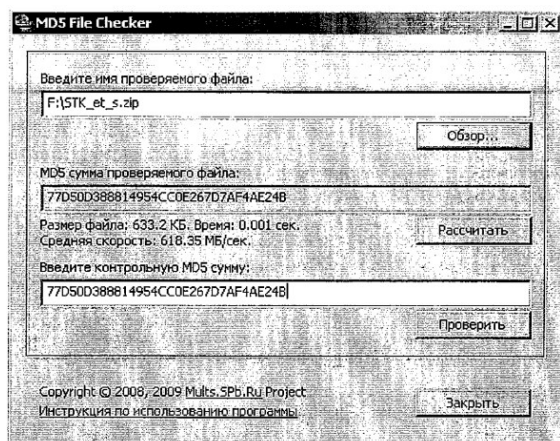 MD5 File Checker
Введите имя проверяемого файла:
F:\STK_et_s.zip
Обзор...
MD5 сумма проверяемого файла:
77D50D388814954CC0E267D7AF4AE24B
Размер файла: 633.2 КБ. Время: 0.001 сек.
Средняя скорость: 618.35 МБ/сек.
Рассчитать
Введите контрольную MD5 сумму:
77D50D388814954CC0E267D7AF4AE24B
Проверить
Copyright © 2008, 2009 Mults.SPb.Ru Project
Инструкция по использованию программы
Закрыть